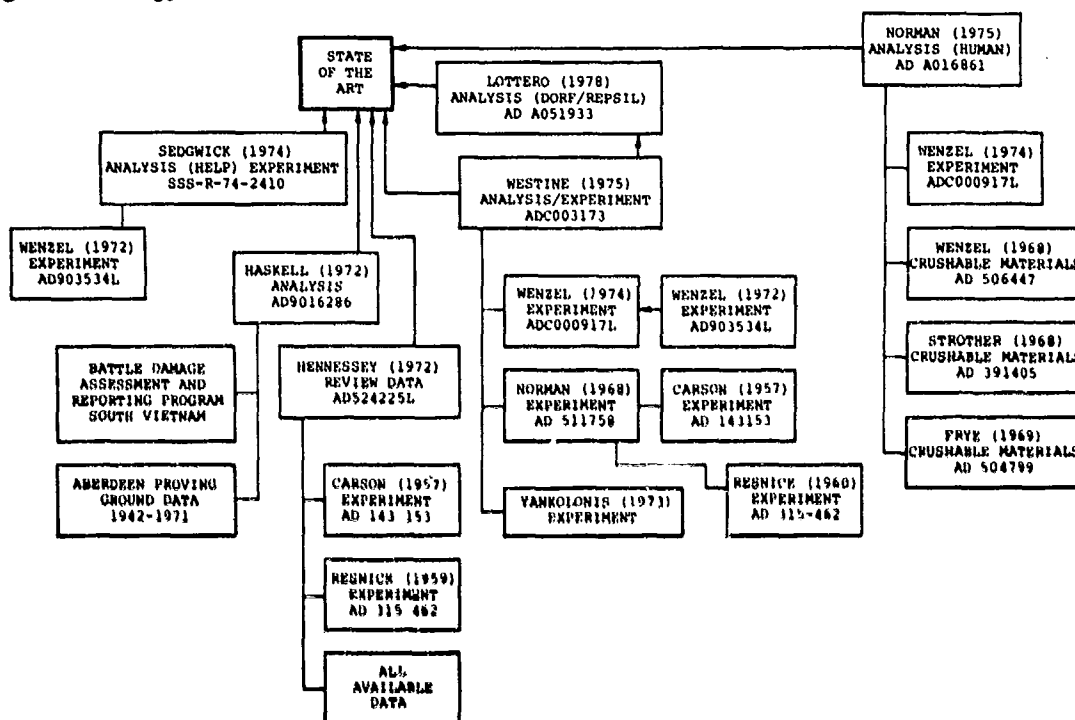 STATE
OF THE
ART
NORMAN (1975)
ANALYSIS (HUMAN)
AD A016861
LOTTERO (1978)
ANALYSIS (DORF/REPSIL)
AD A051933
SEDGWICK (1974)
ANALYSIS (HELP) EXPERIMENT
SSS-R-74-2410
WENZEL (1972)
EXPERIMENT
AD903534L
WESTINE (1975)
ANALYSIS/EXPERIMENT
ADC003173
WENZEL (1974)
EXPERIMENT
ADC000917L
HASKELL (1972)
ANALYSIS
AD9016286
WENZEL (1974)
EXPERIMENT
ADC000917L
WENZEL (1972)
EXPERIMENT
AD903534L
WENZEL (1968)
CRUSHABLE MATERIALS
AD 506447
BATTLE DAMAGE
ASSESSMENT AND
REPORTING PROGRAM
SOUTH VIETNAM
HENNESSEY (1972)
REVIEW DATA
AD524225L
NORMAN (1968)
EXPERIMENT
AD 511758
CARSON (1957)
EXPERIMENT
AD 143153
STROTHER (1968)
CRUSHABLE MATERIALS
AD 391405
ABERDEEN PROVING
GROUND DATA
1942-1971
CARSON (1957)
EXPERIMENT
AD 143 153
VANKOLONIS (1973)
EXPERIMENT
RESNICK (1960)
EXPERIMENT
AD 315-462
FRYE (1969)
CRUSHABLE MATERIALS
AD 504799
RESNICK (1959)
EXPERIMENT
AD 315 462
ALL
AVAILABLE
DATA